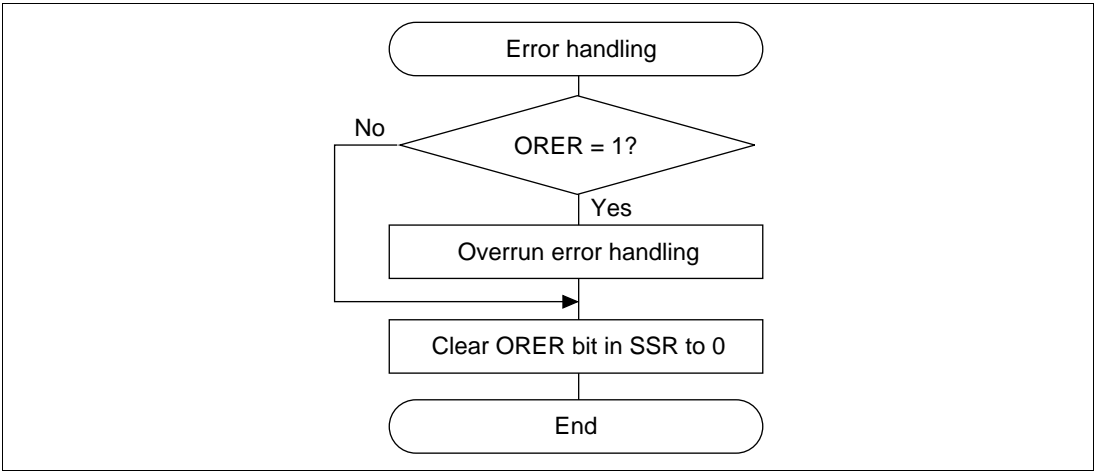 Error handling
No
ORER = 1?
Yes
Overrun error handling
Clear ORER bit in SSR to 0
End